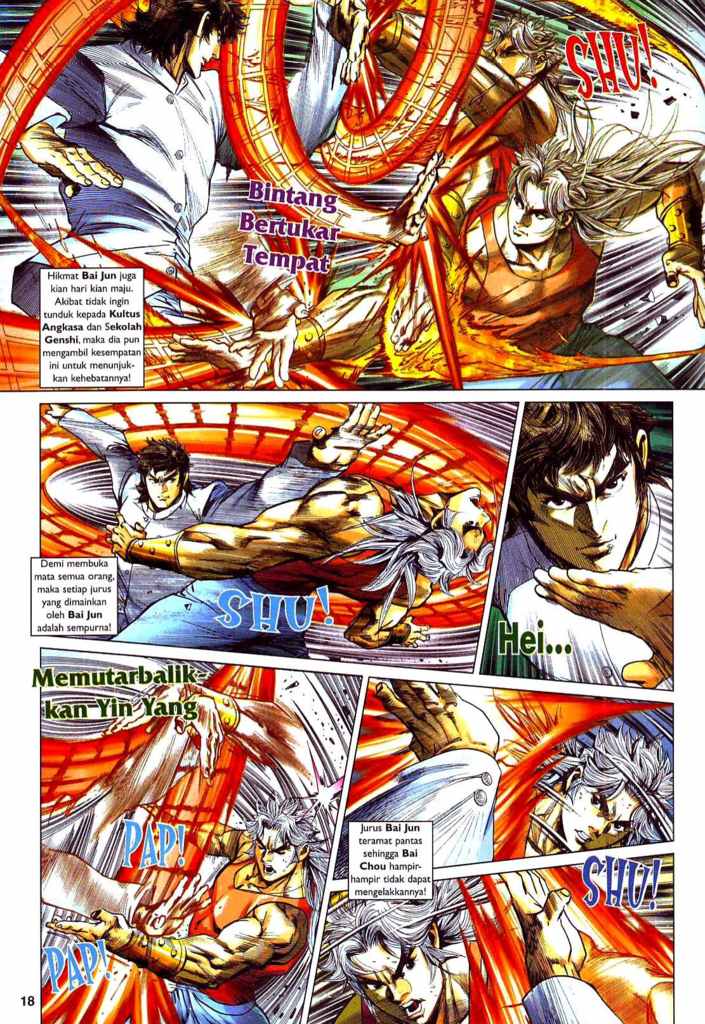 SHU!
Bintang
Bertukar
Tempat
Hikmat Bai Jun juga
kian hari kian maju.
Akibat tidak ingin
tunduk kepada Kultus
Angkasa dan Sekolah
Genshi, maka dia pun
mengambil kesempatan
ini untuk menunjuk-
kan kehebatannya!
Demi membuka
mata semua orang,
maka setiap jurus
yang dimainkan
oleh Bai Jun
adalah sempurna!
SHU!
Hei...
Memutarbalik-
kan Yin Yang
PAP!
PAP!
Jurus Bai Jun
teramat pantas
sehingga Bai
Chou hampir-
hampir tidak dapat
mengelakkannya!
SHU!
18